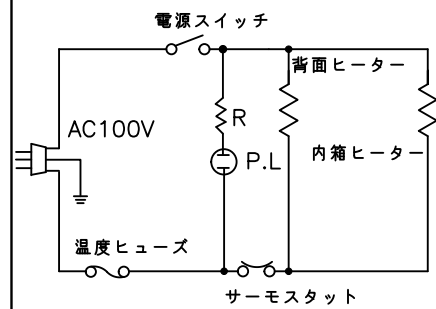 電源スイッチ
背面ヒーター
R
AC100V
P.L
内箱ヒーター
温度ヒューズ
サーモスタット